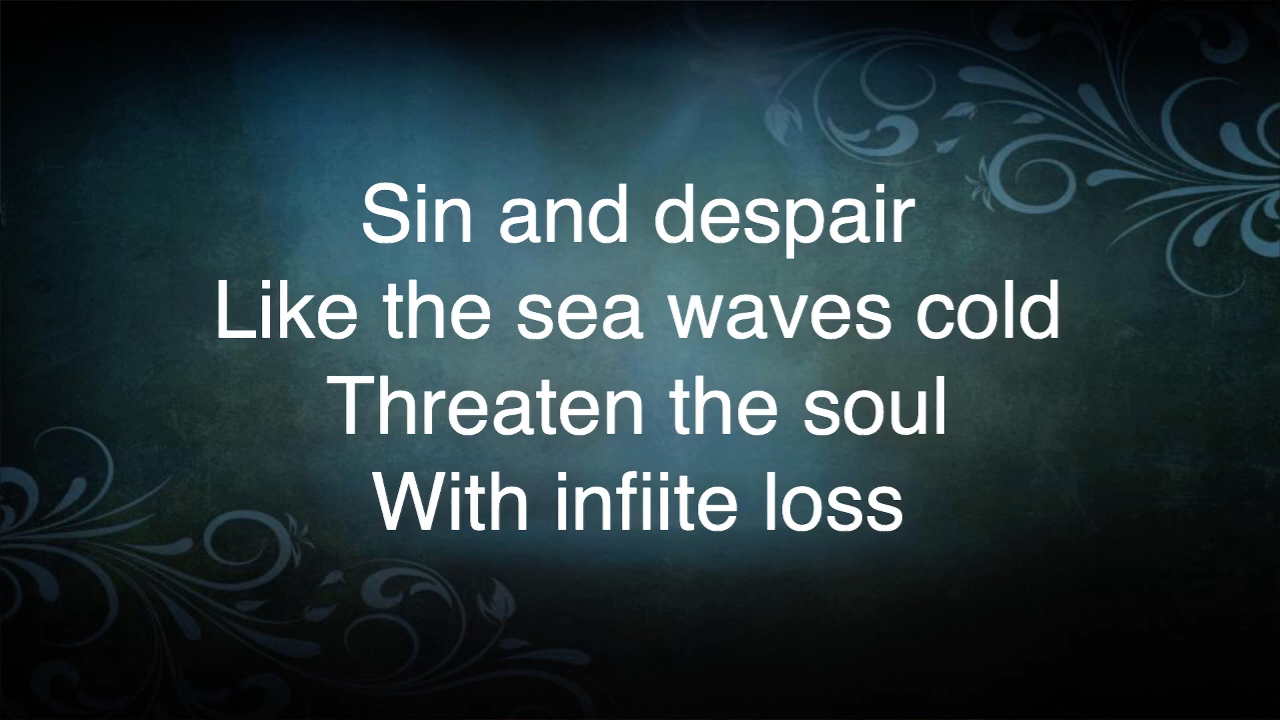 Sin and despair
Like the sea waves cold
Threaten the soul
With infiite loss